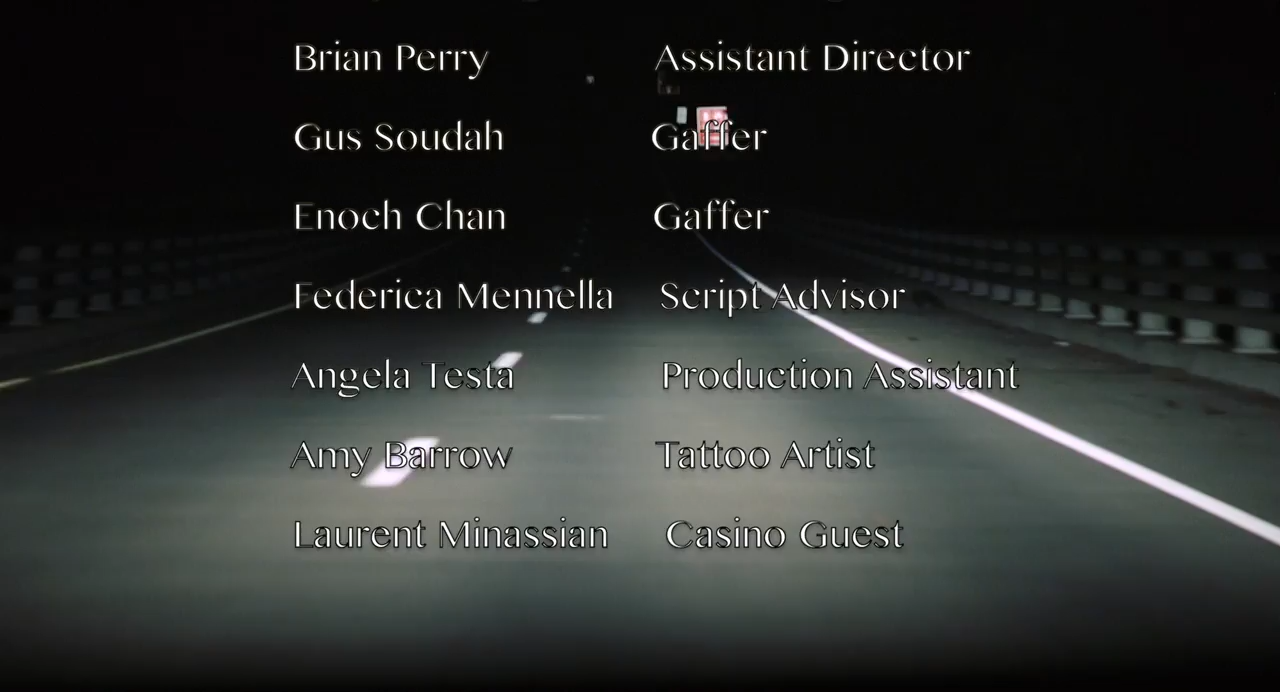 Brian Perry Assistant Director
Gus Soudah Gaffer
Enoch Chan Gaffer
Federica Mennella Script Advisor
Angela Testa Production Assistant
Amy Barrow Tattoo Artist
Laurent Minassian Casino Guest